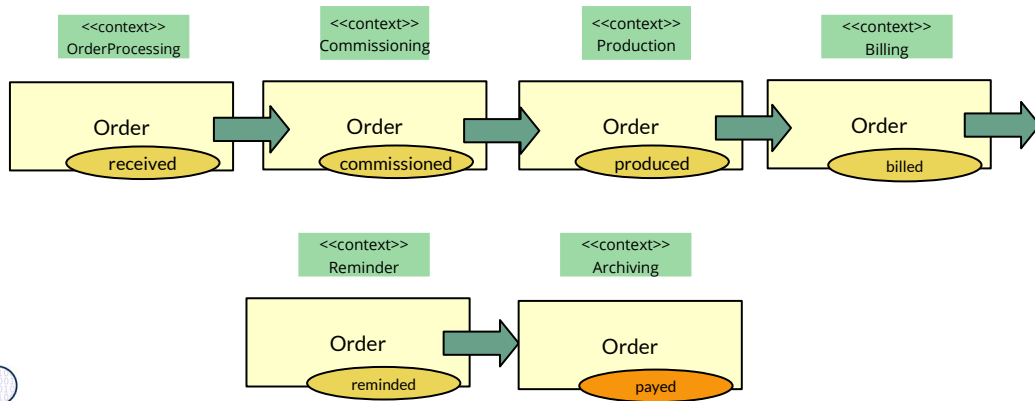 <<context>>
OrderProcessing
<<context>>
Commissioning
<<context>>
Production
<<context>>
Billing
Order
received
Order
commissioned
Order
produced
Order
billed
<<context>>
Reminder
<<context>>
Archiving
Order
reminded
Order
payed